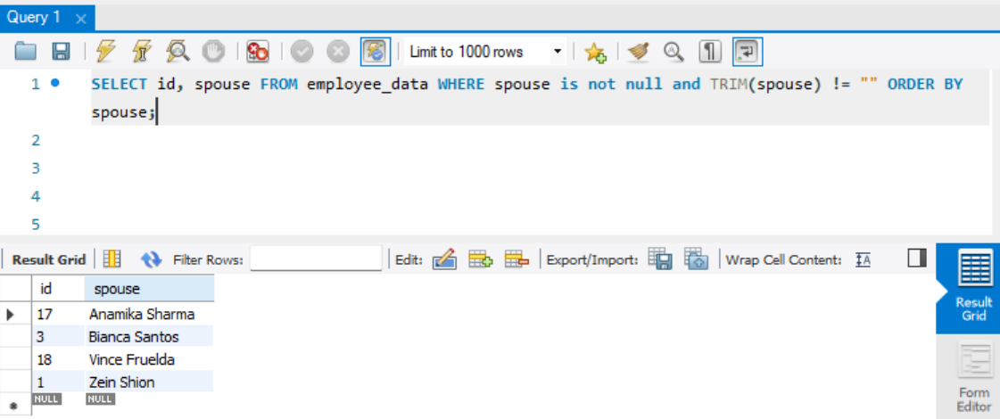 Query 1
Limit to 1000 rows
1 SELECT id, spouse FROM employee_data WHERE spouse is not null and TRIM(spouse) != "" ORDER BY
spouse;
2
3
4
5
Result Grid Filter Rows: Edit: Export/Import: Wrap Cell Content:
id spouse
17 Anamika Sharma
3 Bianca Santos
18 Vince Fruelda
1 Zein Shion
NULL NULL
Result
Grid
Form
Editor